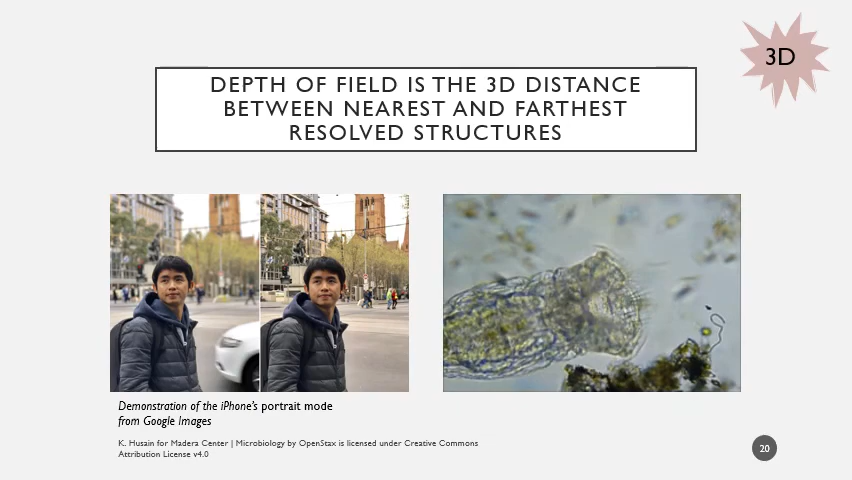 3D
DEPTH OF FIELD IS THE 3D DISTANCE
BETWEEN NEAREST AND FARTHEST
RESOLVED STRUCTURES
Demonstration of the iPhone's portrait mode
from Google Images
K. Husain for Madera Center | Microbiology by OpenStax is licensed under Creative Commons
Attribution License v4.0
20